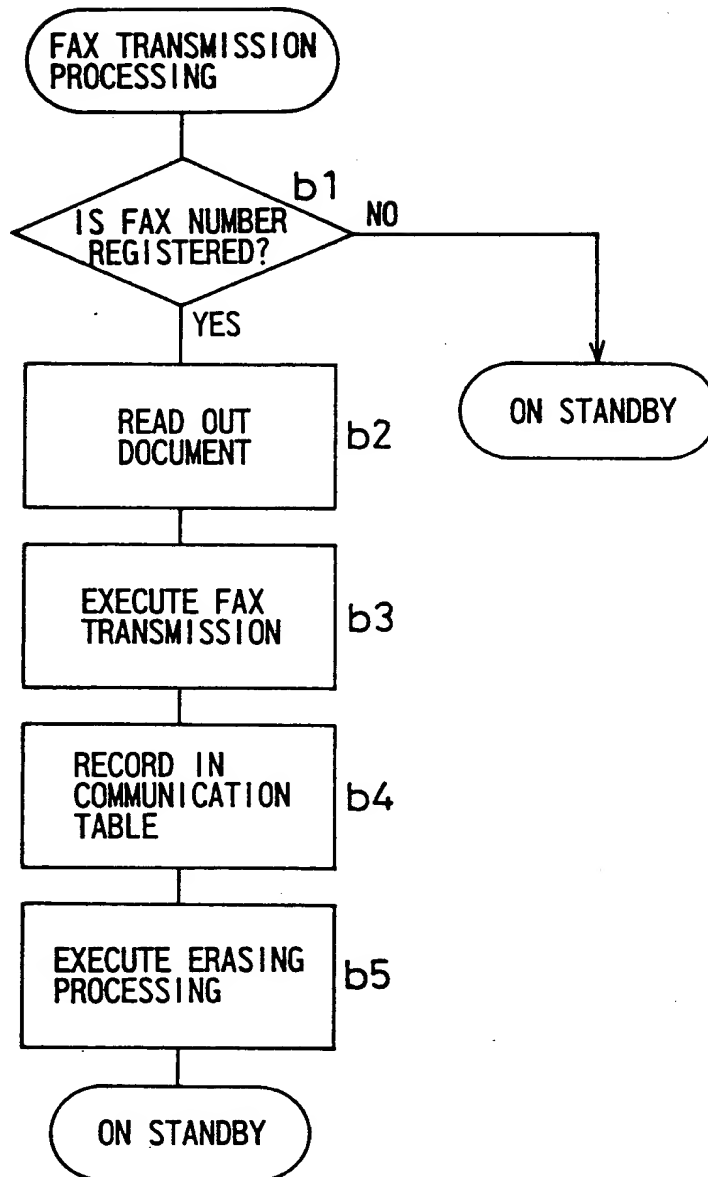 FAX TRANSMISSION
PROCESSING
b1
IS FAX NUMBER
REGISTERED?
NO
YES
ON STANDBY
READ OUT
DOCUMENT
b2
EXECUTE FAX
TRANSMISSION
b3
RECORD IN
COMMUNICATION
TABLE
b4
EXECUTE ERASING
PROCESSING
b5
ON STANDBY